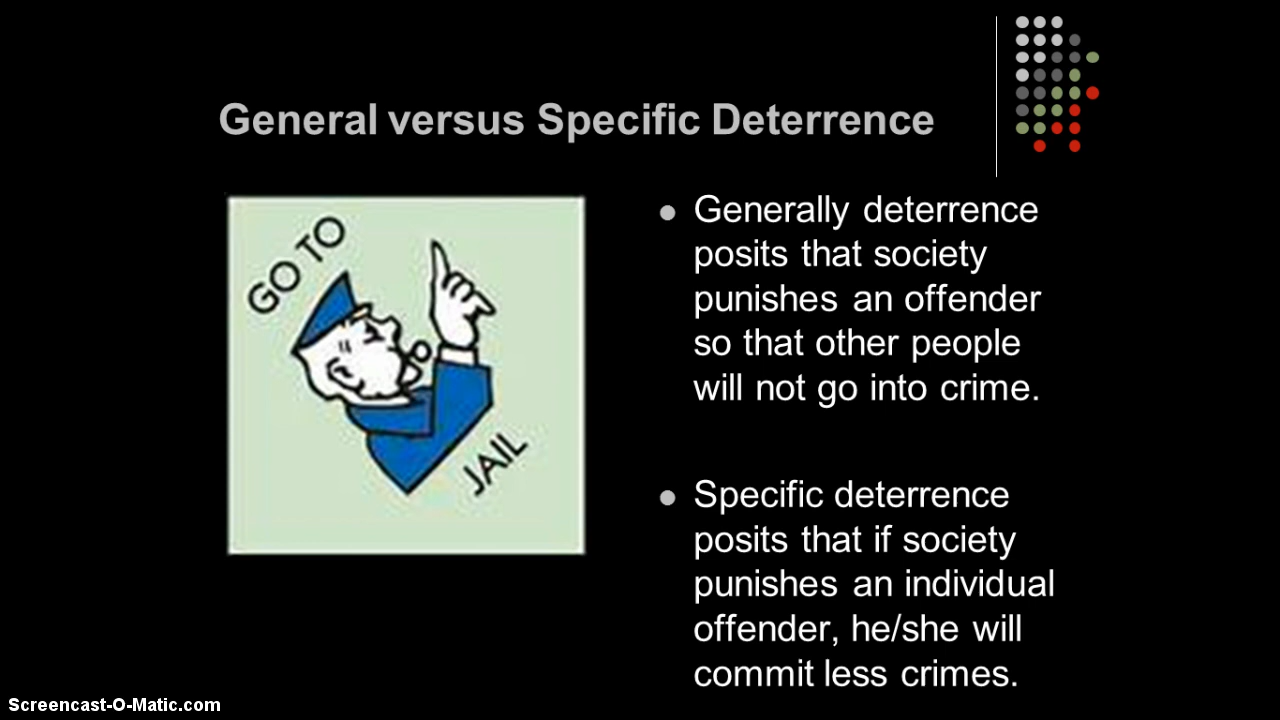 General versus Specific Deterrence
GO TO
JAIL
Generally deterrence
posits that society
punishes an offender
so that other people
will not go into crime.
Specific deterrence
posits that if society
punishes an individual
offender, he/she will
commit less crimes.
Screencast-O-Matic.com